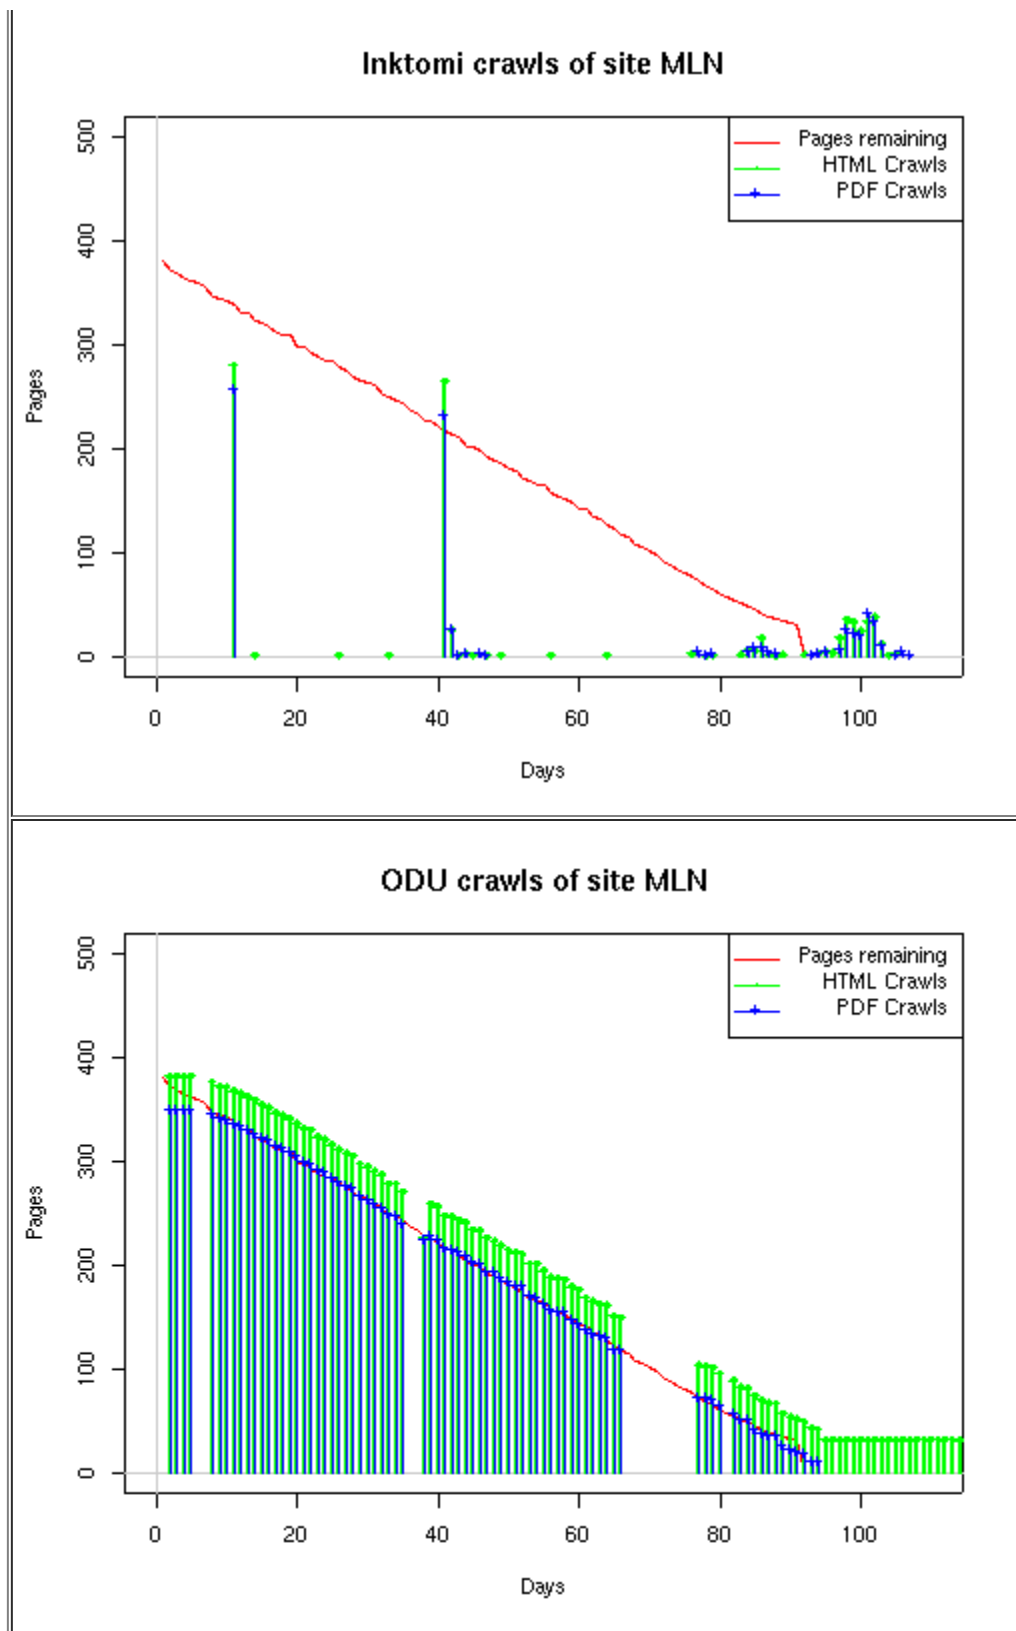 Inktomi crawls of site MLN
Pages remaining
HTML Crawls
PDF Crawls
500
400
300
200
100
0
Pages
0 20 40 60 80 100
Days
ODU crawls of site MLN
Pages remaining
HTML Crawls
PDF Crawls
500
400
300
200
100
0
Pages
0 20 40 60 80 100
Days